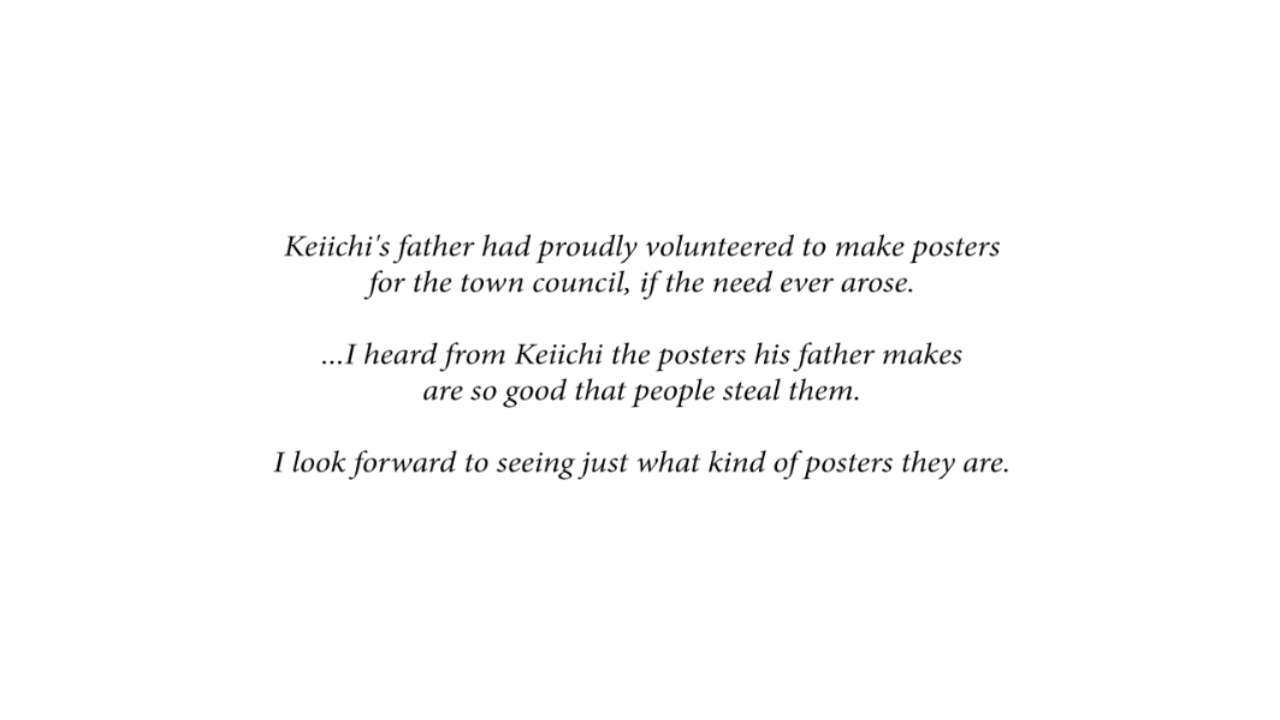 Keiichi's father had proudly volunteered to make posters
for the town council, if the need ever arose.
...I heard from Keiichi the posters his father makes
are so good that people steal them.
I look forward to seeing just what kind of posters they are.